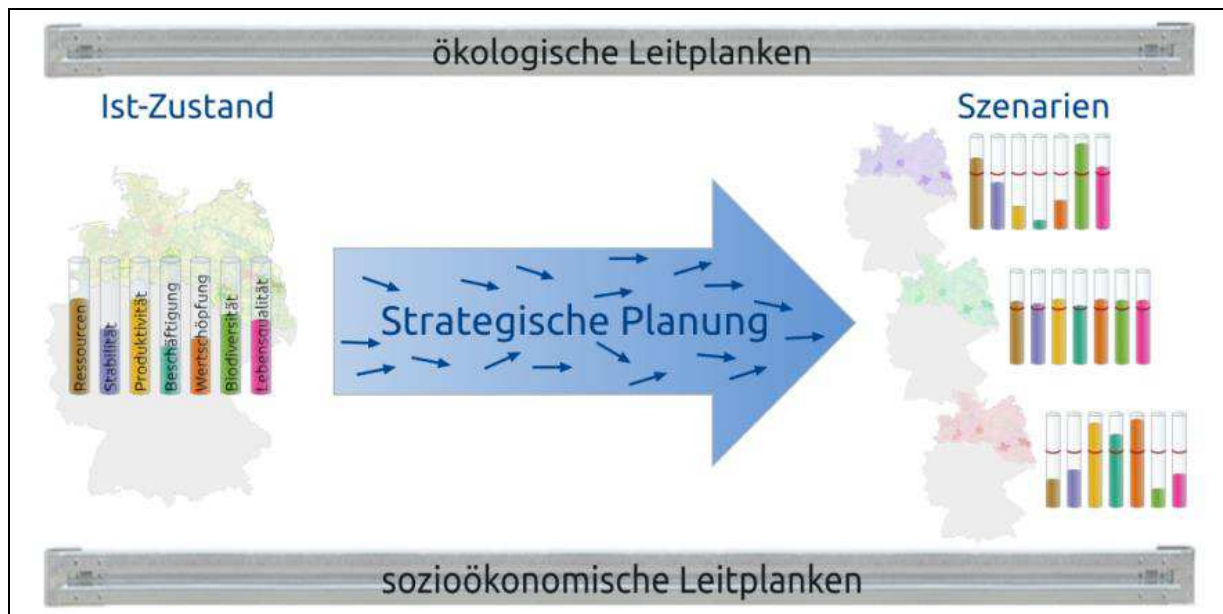 ökologische Leitplanken
Ist-Zustand
Szenarien
Ressourcen
Stabilität
Produktivität
Beschäftigung
Wertschöpfung
Biodiversität
Lebensqualität
Strategische Planung
sozioökonomische Leitplanken